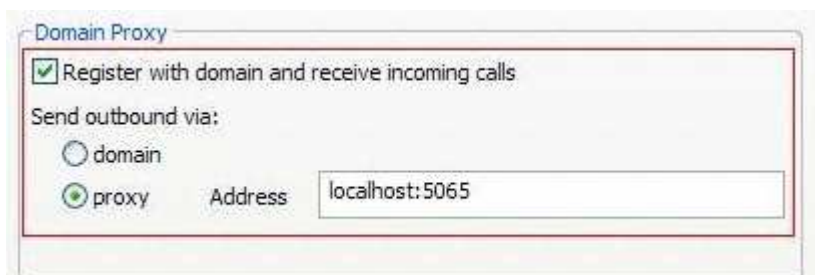 Domain Proxy
Register with domain and receive incoming calls
Send outbound via:
domain
proxy Address localhost:5065